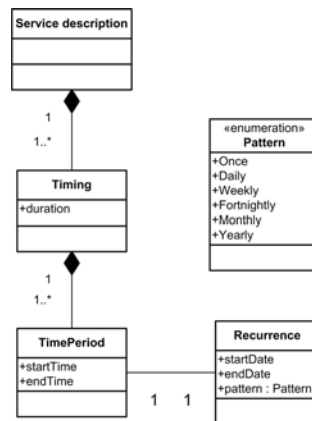 Service description
1
1..*
Timing
+duration
1
1..*
«enumeration»
Pattern
+Once
+Daily
+Weekly
+Fortnightly
+Monthly
+Yearly
TimePeriod
+startTime
+endTime
1 1
Recurrence
+startDate
+endDate
+pattern : Pattern